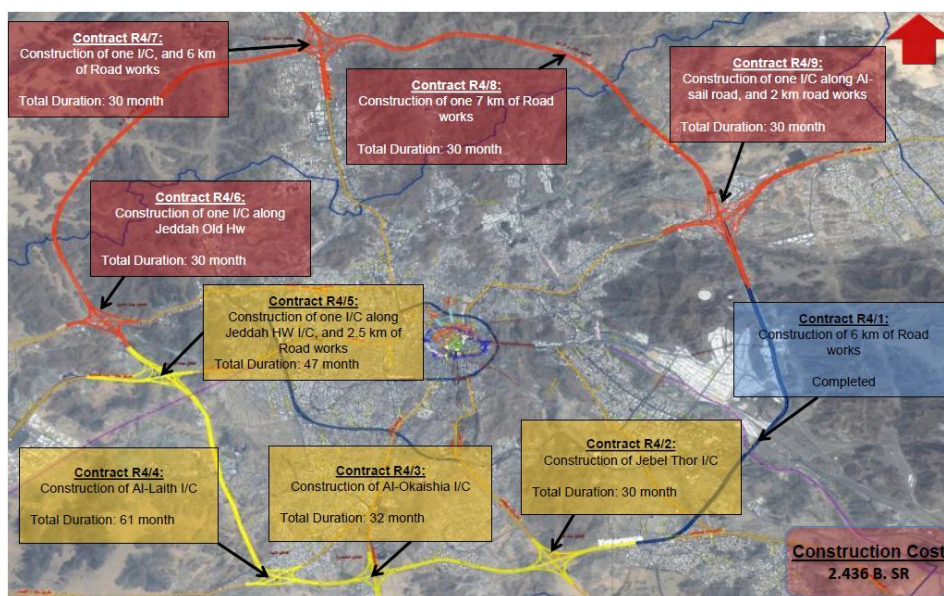 Contract R4/7:
Construction of one I/C, and 6 km
of Road works
Total Duration: 30 month
Contract R4/8:
Construction of one 7 km of Road
works
Total Duration: 30 month
Contract R4/9:
Construction of one I/C along Al-
sail road, and 2 km road works
Total Duration: 30 month
Contract R4/6:
Construction of one I/C along
Jeddah Old Hw
Total Duration: 30 month
Contract R4/5:
Construction of one I/C along
Jeddah HW I/C, and 2.5 km of
Road works
Total Duration: 47 month
Contract R4/1:
Construction of 6 km of Road
works
Completed
Contract R4/4:
Construction of Al-Laith I/C
Total Duration: 61 month
Contract R4/3:
Construction of Al-Okaishia I/C
Total Duration: 32 month
Contract R4/2:
Construction of Jebel Thor I/C
Total Duration: 30 month
Construction Cost
2.436 B. SR